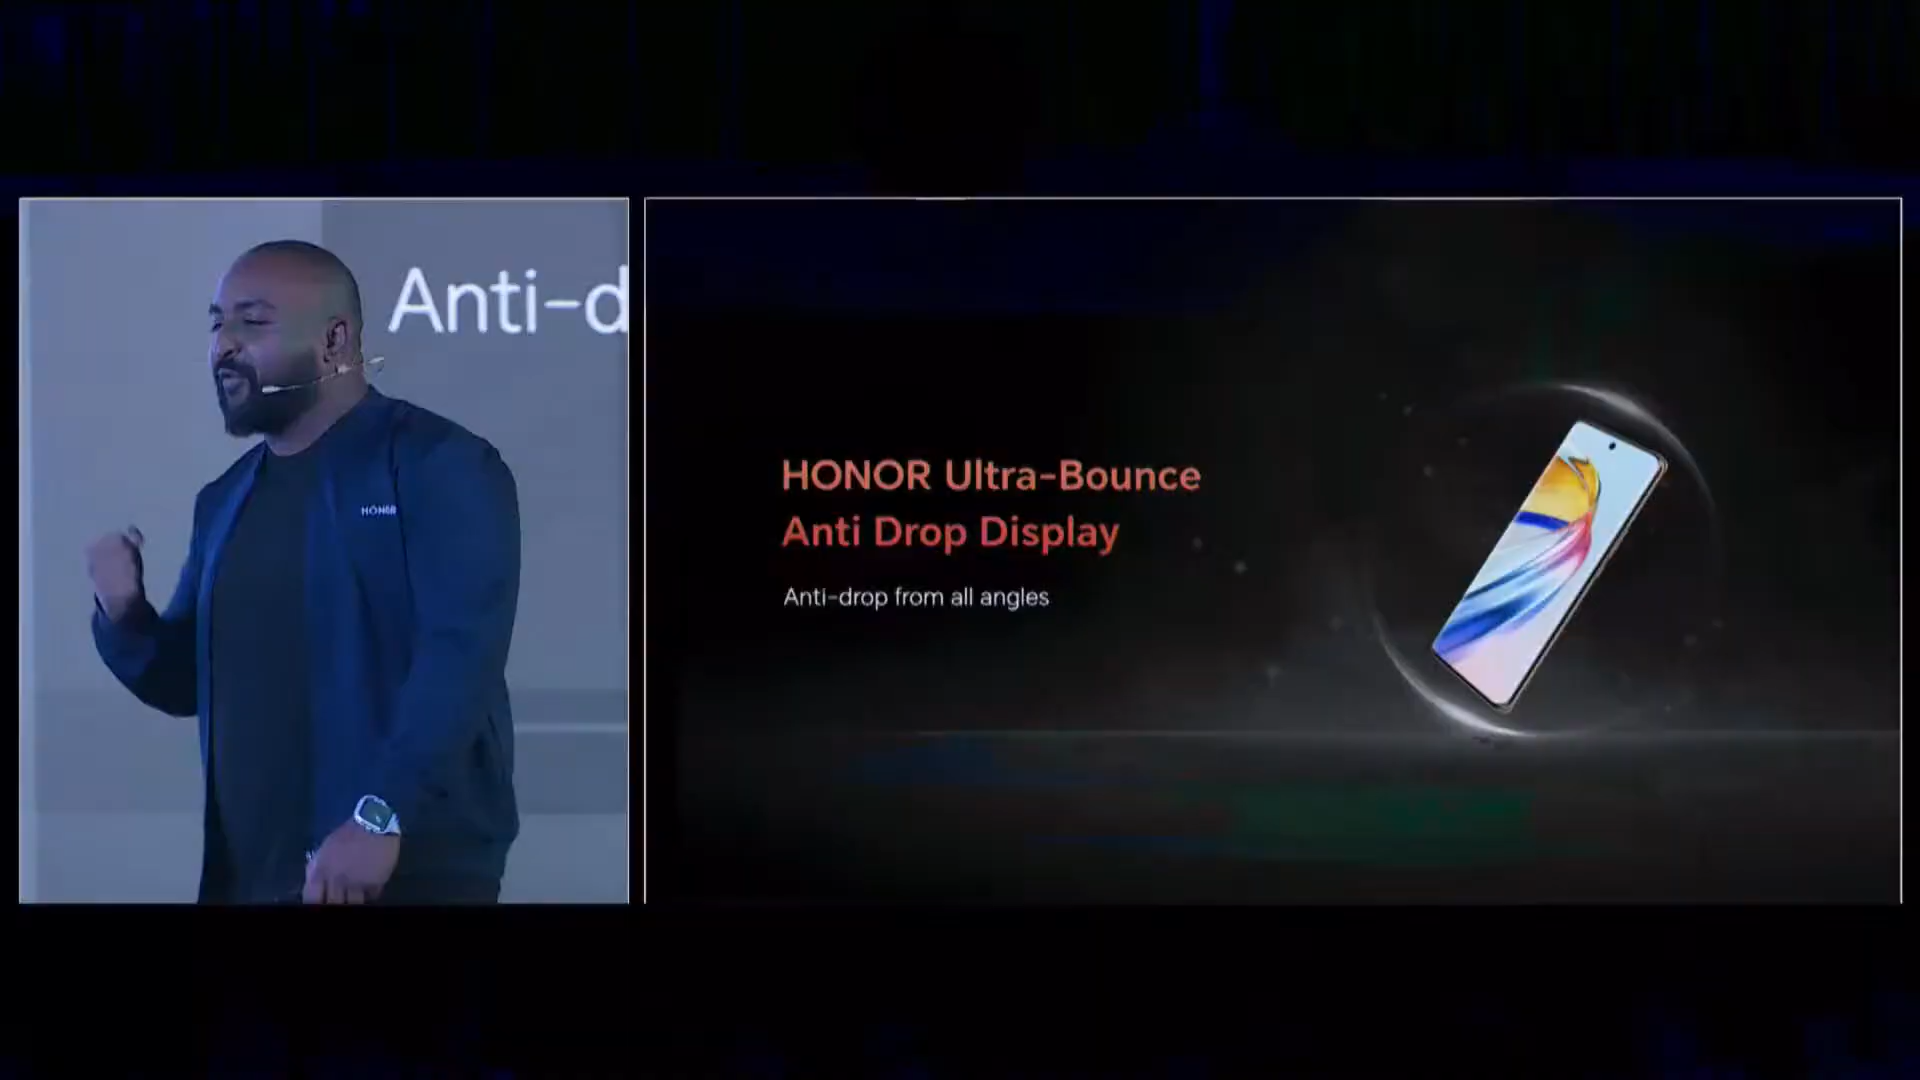 Anti-d
HONOR
HONOR Ultra-Bounce
Anti Drop Display
Anti-drop from all angles